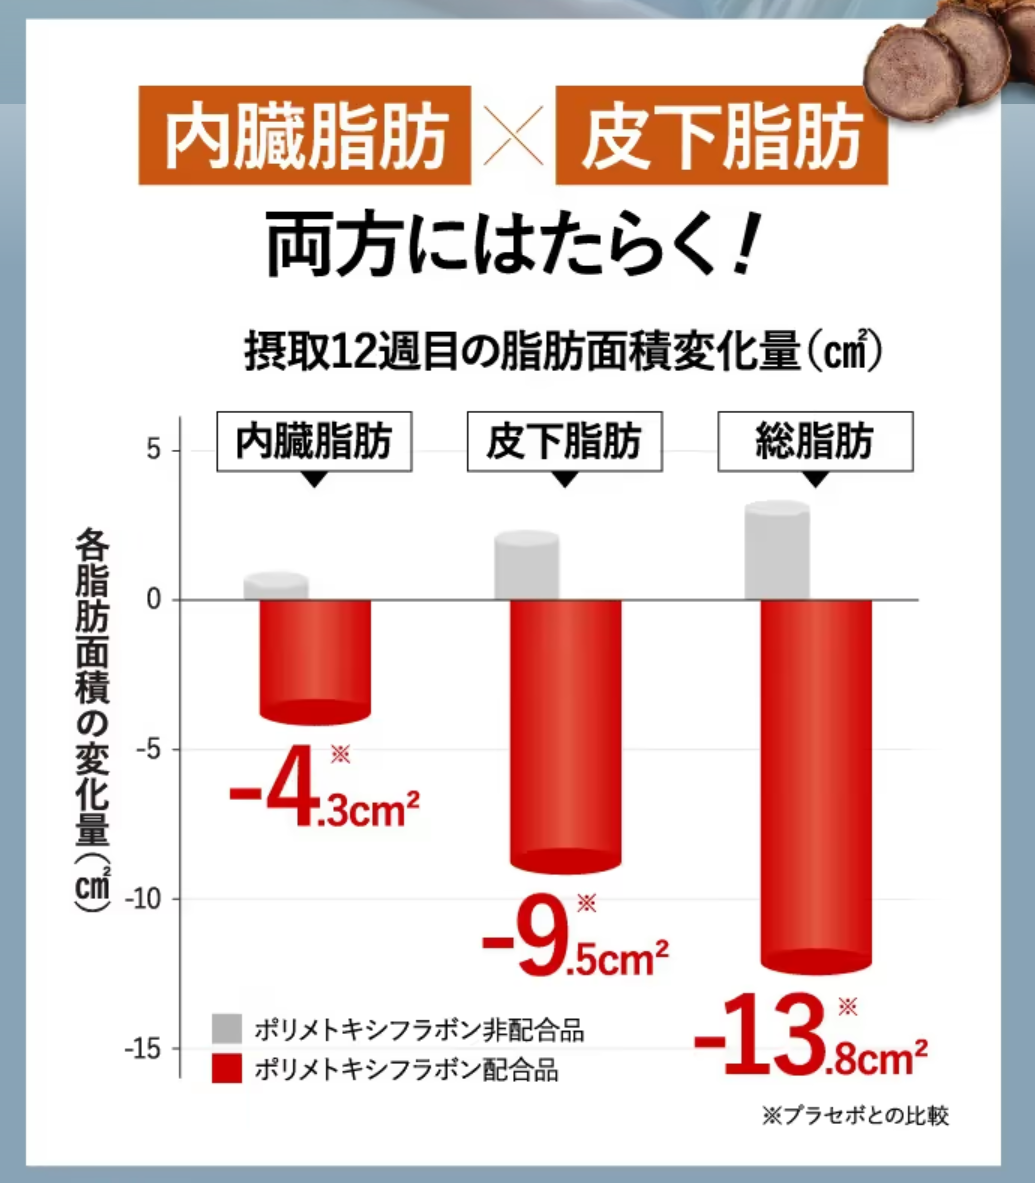 内臓脂肪×皮下脂肪
両方にはたらく!
摂取12週目の脂肪面積変化量(c㎡)
内臓脂肪 皮下脂肪 総脂肪
各脂肪面積の変化量(c㎡)
5
0
-5
-10
-15
-4.3cm²※
-9.5cm²※
-13.8cm²※
ポリメトキシフラボン非配合品
ポリメトキシフラボン配合品
※プラセボとの比較